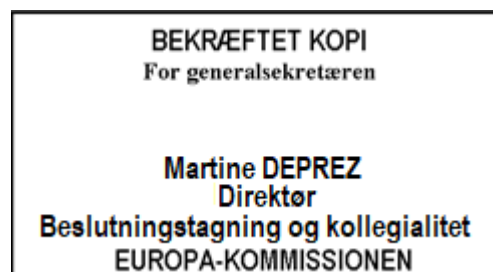 BEKRÆFTET KOPI
For generalsekretæren
Martine DEPREZ
Direktør
Beslutningstagning og kollegialitet
EUROPA-KOMMISSIONEN